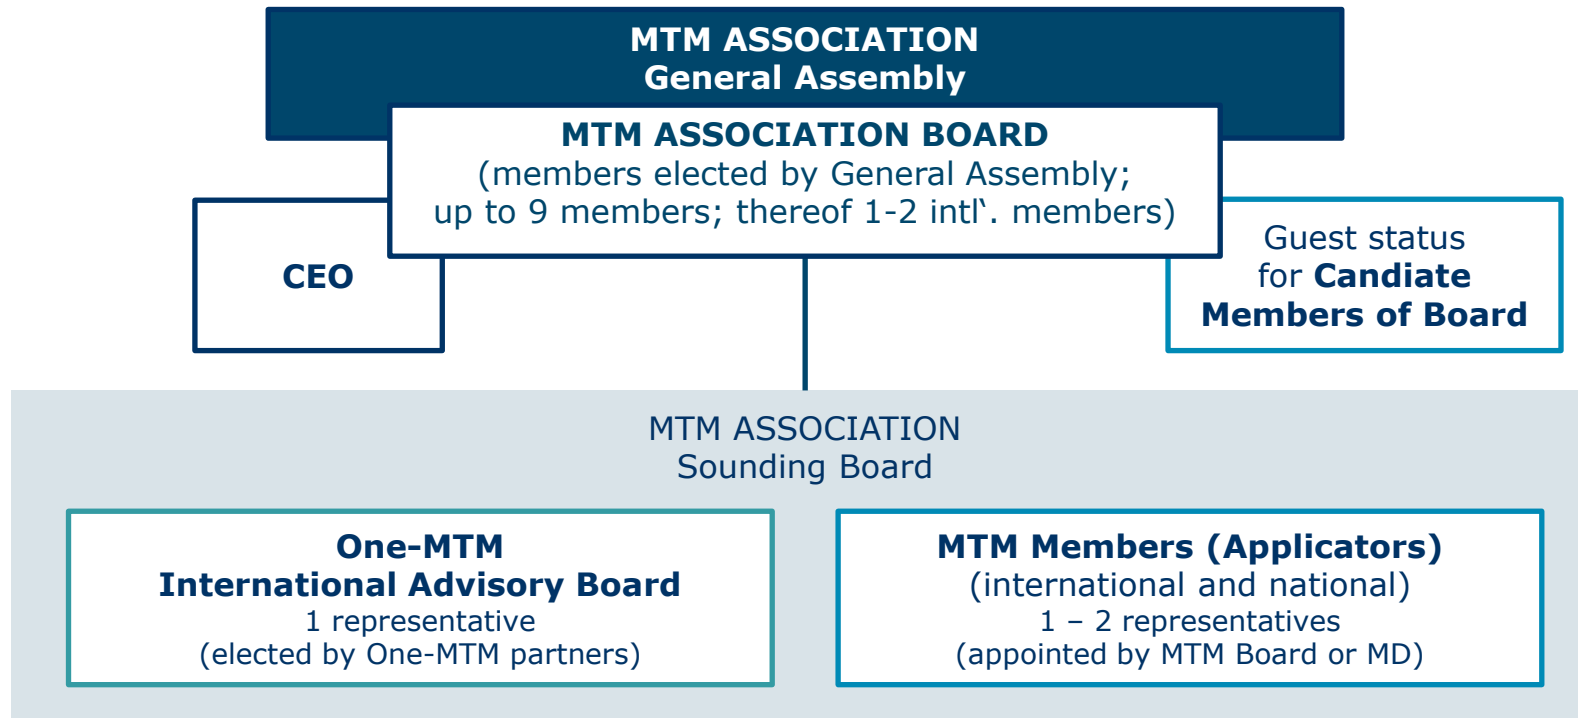 MTM ASSOCIATION
General Assembly
MTM ASSOCIATION BOARD
(members elected by General Assembly;
up to 9 members; thereof 1-2 intl‘. members)
CEO
Guest status
for Candiate
Members of Board
MTM ASSOCIATION
Sounding Board
One-MTM
International Advisory Board
1 representative
(elected by One-MTM partners)
MTM Members (Applicators)
(international and national)
1 – 2 representatives
(appointed by MTM Board or MD)